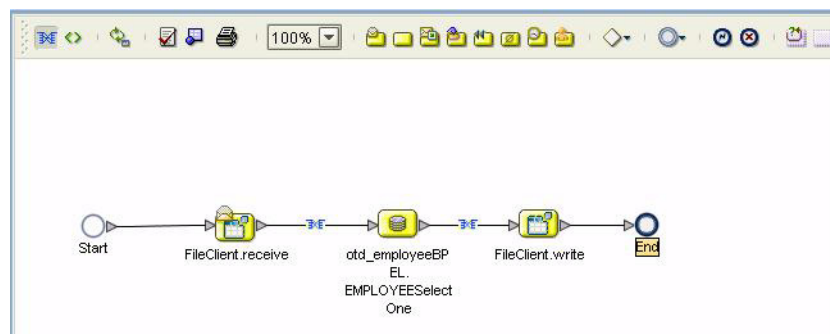 100%
Start
FileClient.receive
otd_employeeBP
EL.
EMPLOYEESelect
One
FileClient.write
End